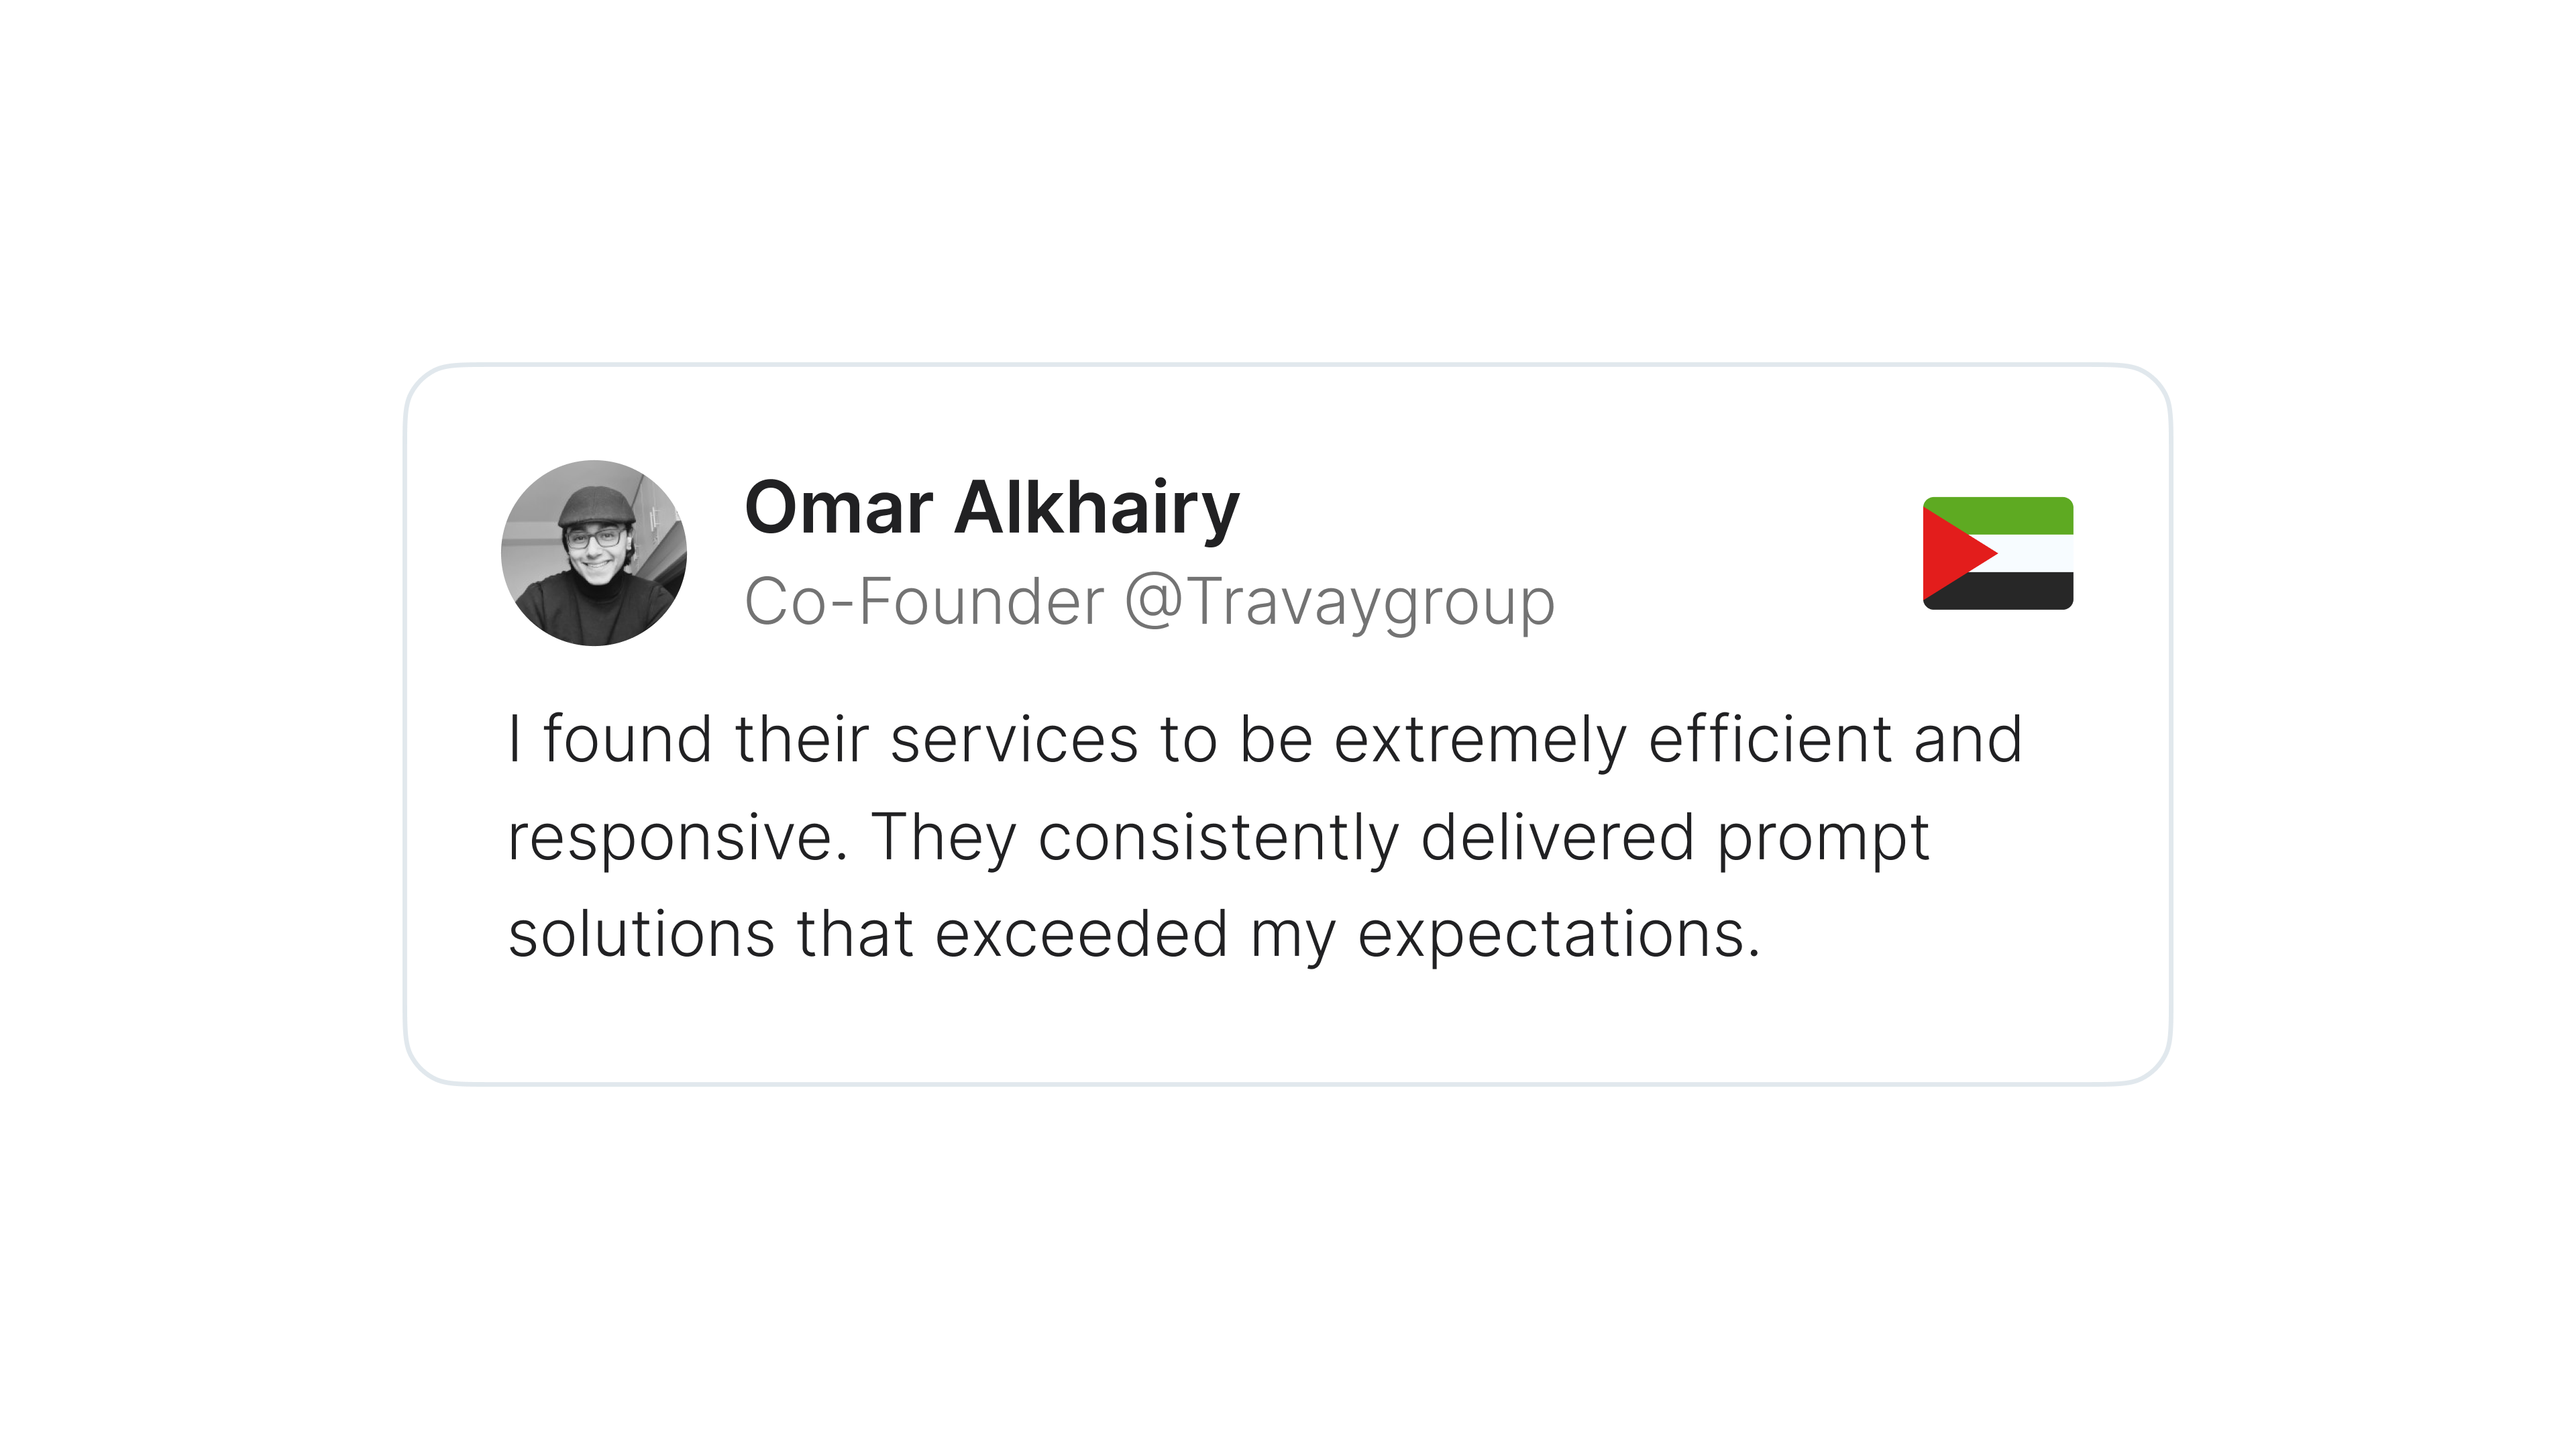 Omar Alkhairy
Co-Founder @Travaygroup
I found their services to be extremely efficient and
responsive. They consistently delivered prompt
solutions that exceeded my expectations.